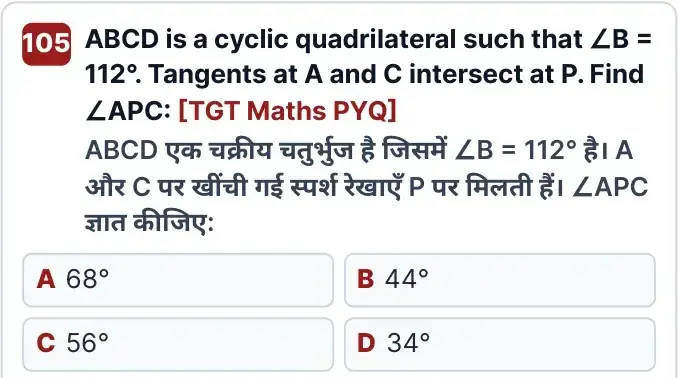 105 ABCD is a cyclic quadrilateral such that ∠B =
112°. Tangents at A and C intersect at P. Find
∠APC: [TGT Maths PYQ]
ABCD एक चक्रीय चतुर्भुज है जिसमें ∠B = 112° है। A
और C पर खींची गई स्पर्श रेखाएँ P पर मिलती हैं। ∠APC
ज्ञात कीजिए:
A 68°
B 44°
C 56°
D 34°